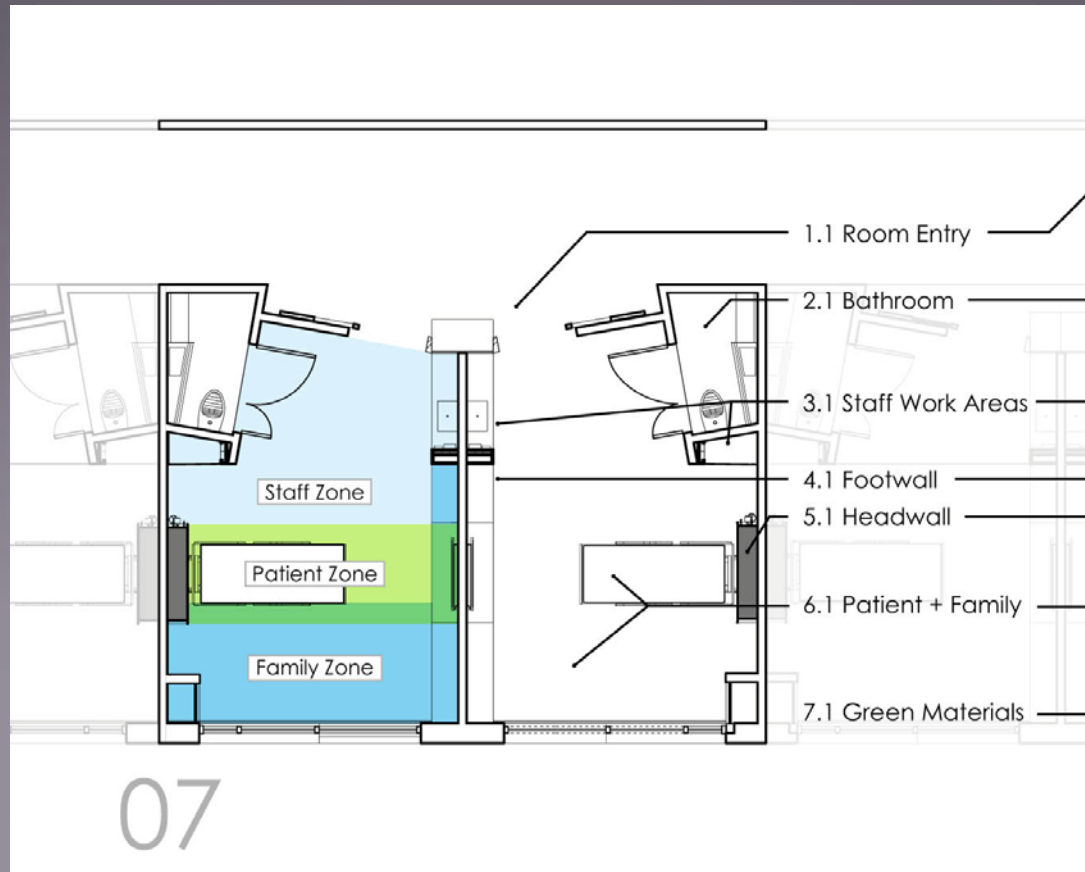 1.1 Room Entry
2.1 Bathroom
3.1 Staff Work Areas
4.1 Footwall
5.1 Headwall
6.1 Patient + Family
7.1 Green Materials
Staff Zone
Patient Zone
Family Zone
07